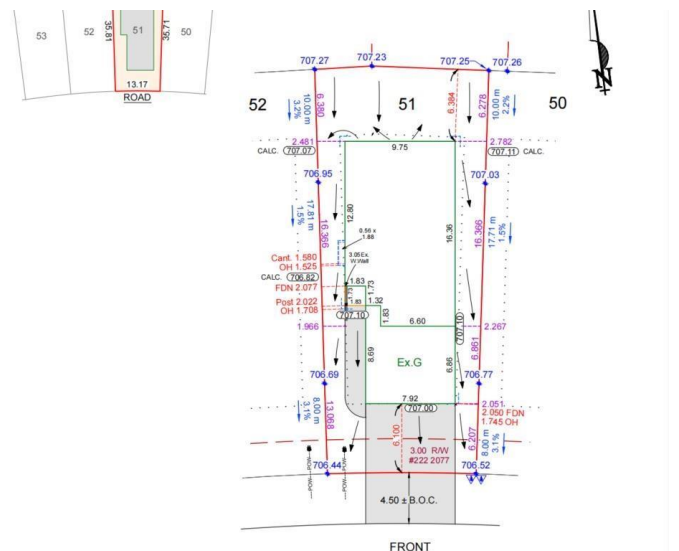 53
52
51
50
35.81
35.71
13.17
ROAD
N
707.27
707.23
707.25
707.26
52
51
50
10.00 m
3.2%
6.380
6.384
6.278
10.00 m
2.2%
2.481
2.782
CALC. 707.07
707.11 CALC.
9.75
706.95
707.03
17.81 m
1.5%
16.366
12.80
16.36
16.366
17.71 m
1.5%
0.56 x
1.88
3.05 Ex.
W.Wall
Cant. 1.580
OH 1.525
CALC. 706.82
FDN 2.077
1.83
1.73
1.73
Post 2.022
1.83
1.32
OH 1.708
707.10
1.83
1.966
6.60
707.10
2.267
8.69
Ex.G
6.86
6.861
706.69
706.77
8.00 m
3.1%
13.068
7.92
707.00
2.051
2.050 FDN
1.745 OH
6.100
6.207
8.00 m
3.1%
3.00 R/W
#222 2077
706.44
706.52
POW
POW
4.50 ± B.O.C.
FRONT